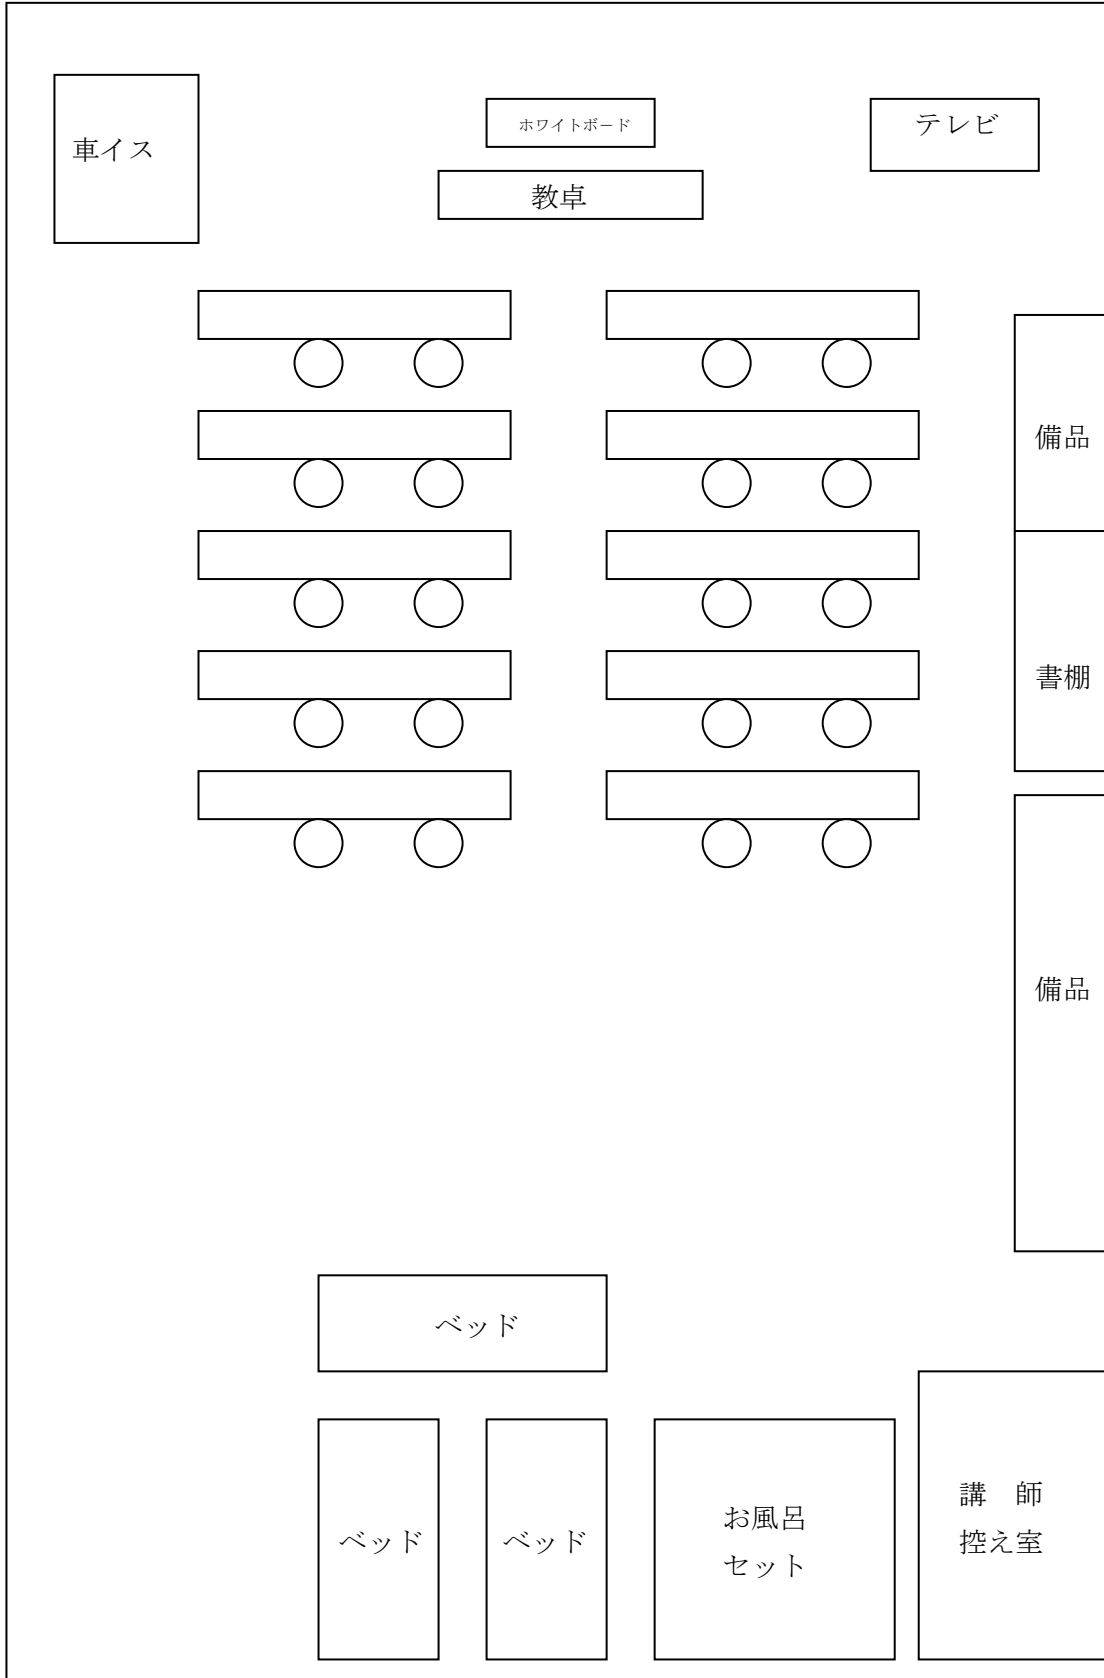 ホワイトボード
テレビ
車イス
教卓
備品
書棚
備品
ベッド
ベッド
ベッド
お風呂
セット
講　師
控え室